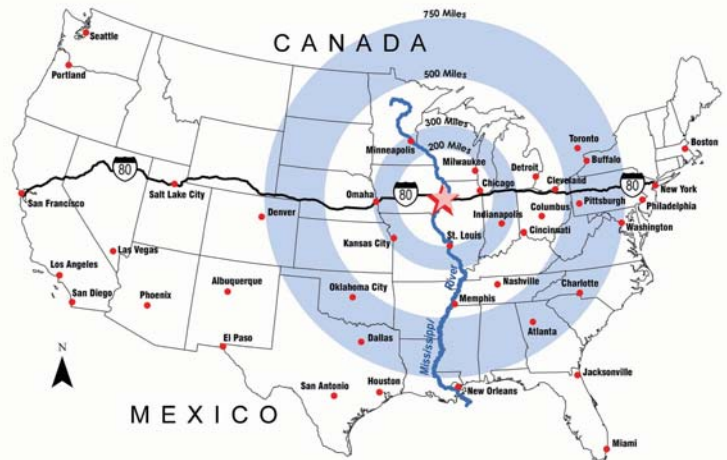 750 Miles
CANADA
Seattle
Portland
500 Miles
300 Miles
Minneapolis
200 Miles
Toronto
Boston
Buffalo
Milwaukee
Detroit
80
Chicago
Cleveland
80
New York
San Francisco
Salt Lake City
Omaha
80
Pittsburgh
Philadelphia
Denver
Indianapolis
Columbus
Washington
Kansas City
St. Louis
Cincinnati
Las Vegas
Los Angeles
Albuquerque
Oklahoma City
Nashville
Charlotte
San Diego
Phoenix
Memphis
Mississippi/
River
Atlanta
El Paso
Dallas
N
Jacksonville
San Antonio
Houston
New Orleans
MEXICO
Miami